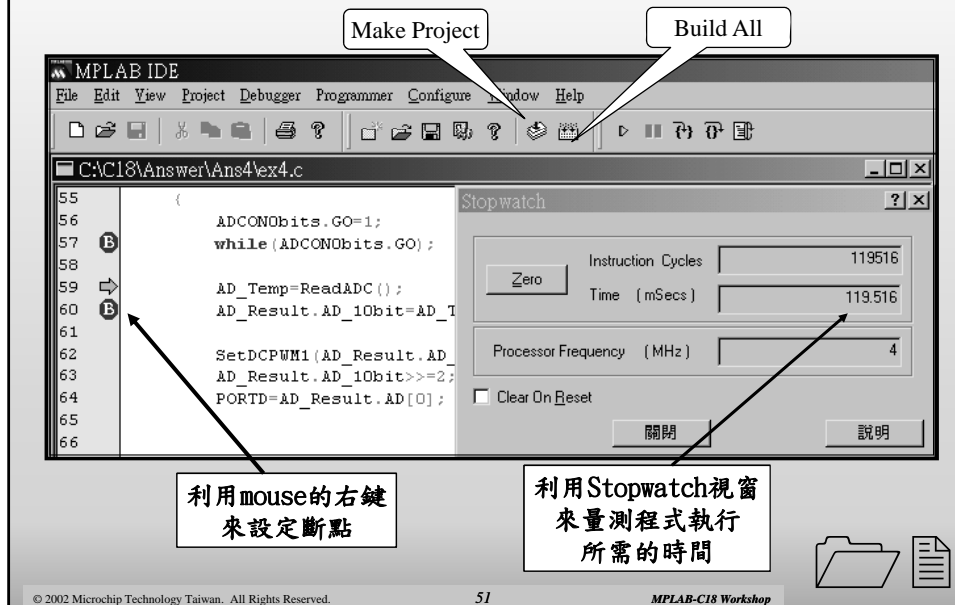 Make Project
Build All
MPLAB IDE
File Edit View Project Debugger Programmer Configure Window Help
C:\C18\Answer\Ans4\ex4.c
55 {
56 ADCON0bits.GO=1;
57 B while(ADCON0bits.GO);
58
59 AD_Temp=ReadADC();
60 B AD_Result.AD_10bit=AD_T
61
62 SetDCPWM1(AD_Result.AD_
63 AD_Result.AD_10bit>>=2;
64 PORTD=AD_Result.AD[0];
65
66
Stopwatch
Zero
Instruction Cycles 119516
Time (mSecs) 119.516
Processor Frequency (MHz) 4
Clear On Reset
關閉 說明
利用mouse的右鍵
來設定斷點
利用Stopwatch視窗
來量測程式執行
所需的時間
© 2002 Microchip Technology Taiwan. All Rights Reserved. 51 MPLAB-C18 Workshop